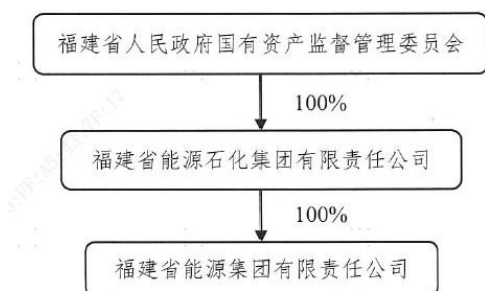 福建省人民政府国有资产监督管理委员会
100%
福建省能源石化集团有限责任公司
100%
福建省能源集团有限责任公司